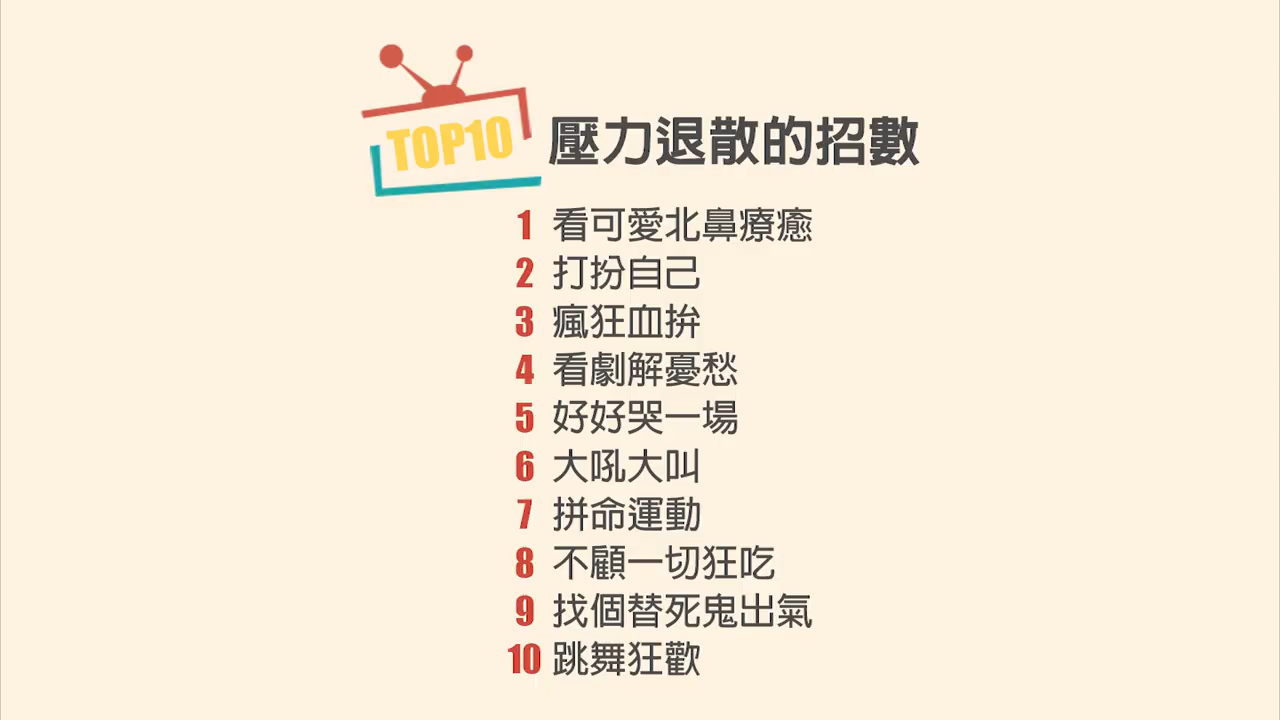 TOP10 壓力退散的招數
1 看可愛北鼻療癒
2 打扮自己
3 瘋狂血拚
4 看劇解憂愁
5 好好哭一場
6 大吼大叫
7 拼命運動
8 不顧一切狂吃
9 找個替死鬼出氣
10 跳舞狂歡